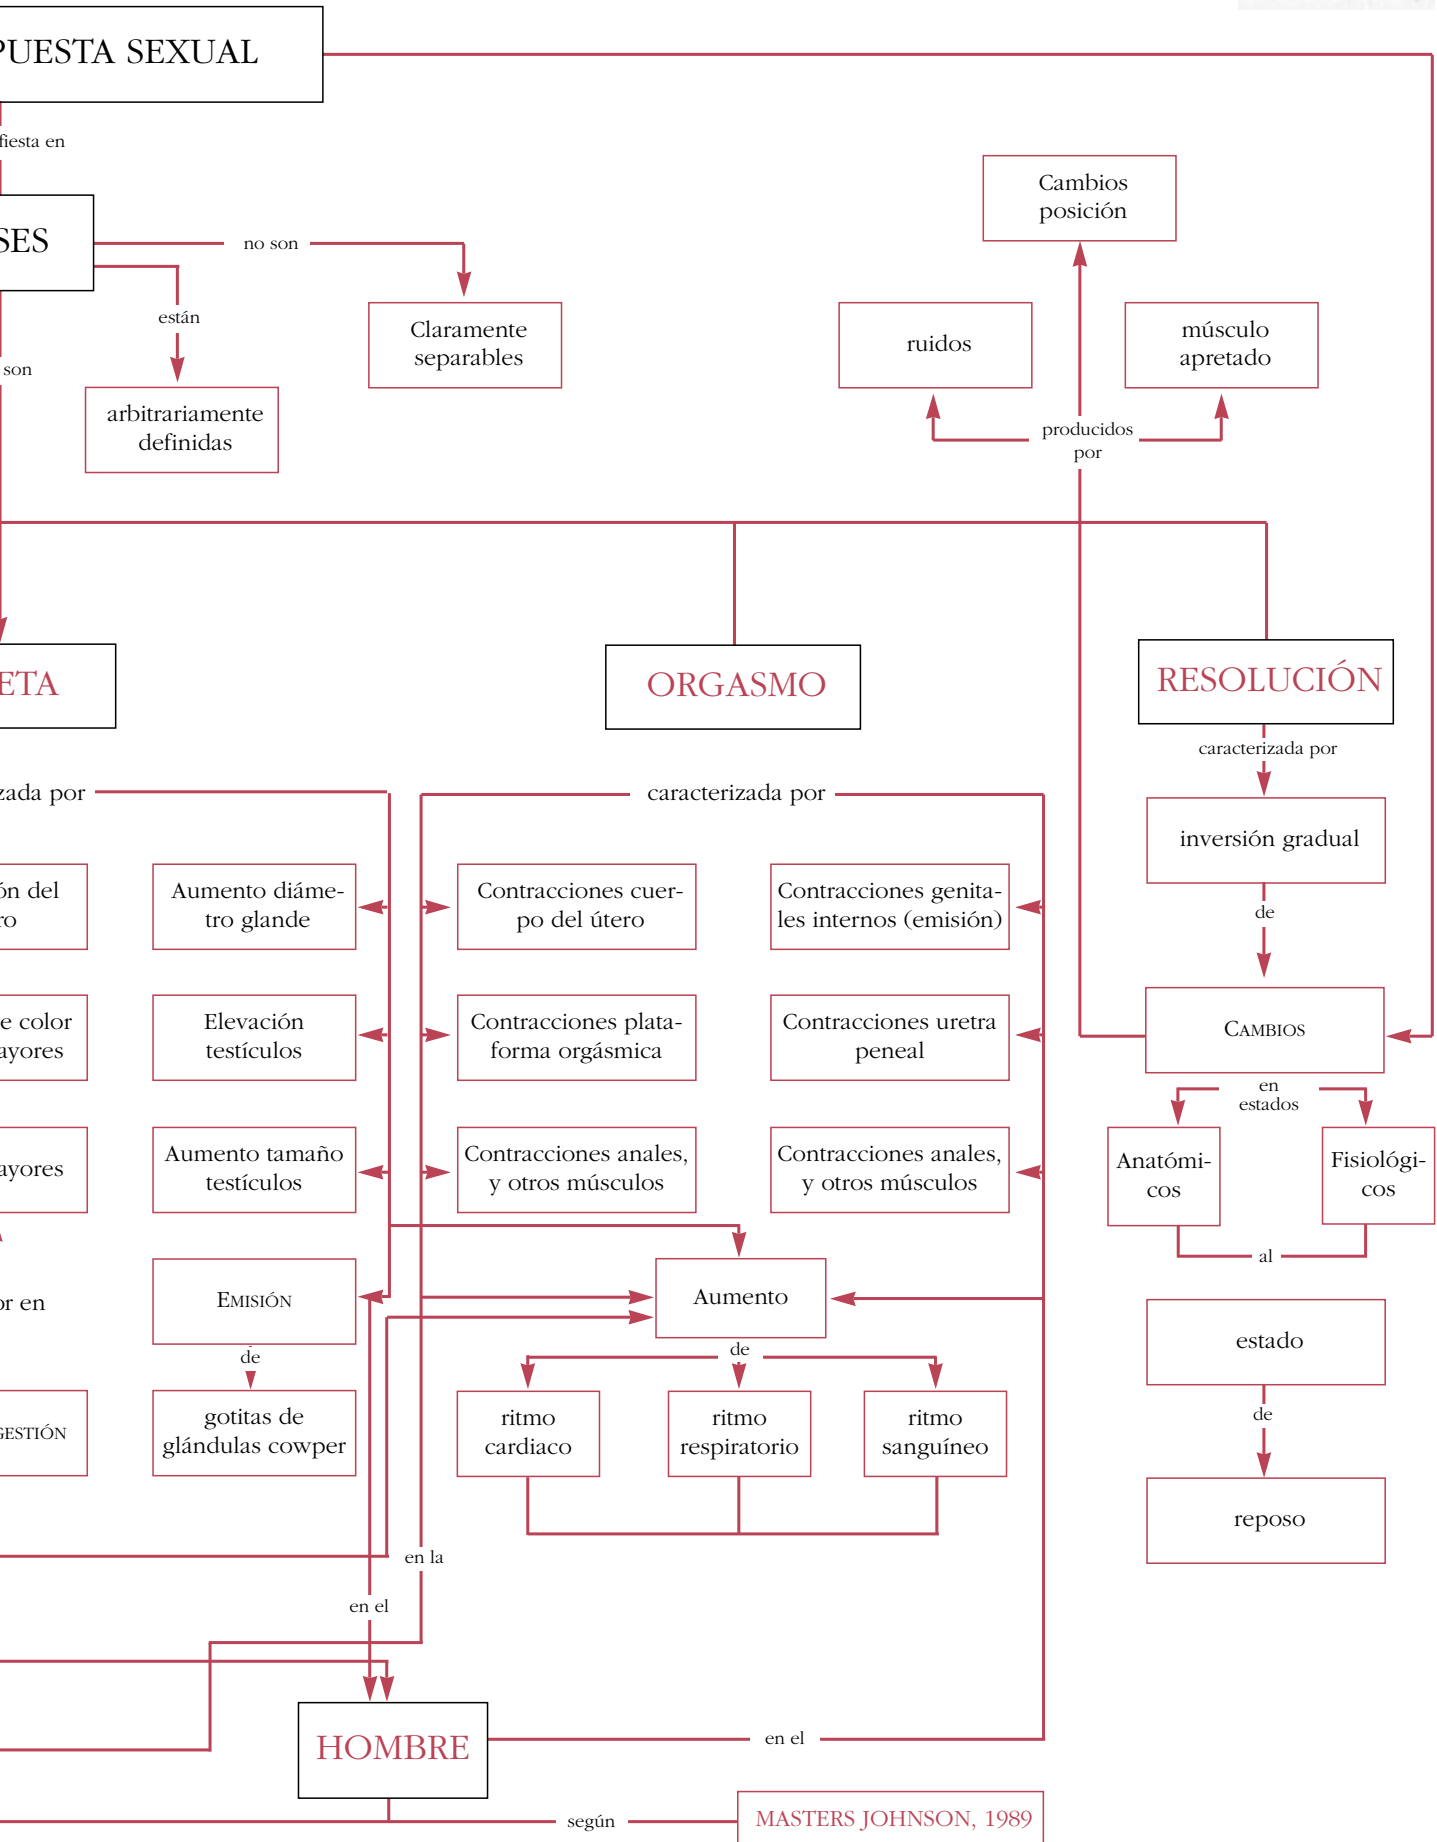 PUESTA SEXUAL
fiesta en
SES
no son
están
son
Claramente
separables
arbitrariamente
definidas
Cambios
posición
ruidos
músculo
apretado
producidos
por
ETA
ORGASMO
RESOLUCIÓN
zada por
caracterizada por
caracterizada por
inversión gradual
de
ón del
ro
Aumento diáme-
tro glande
Contracciones cuer-
po del útero
Contracciones genita-
les internos (emisión)
e color
ayores
Elevación
testículos
Contracciones plata-
forma orgásmica
Contracciones uretra
peneal
CAMBIOS
en
estados
ayores
Aumento tamaño
testículos
Contracciones anales,
y otros músculos
Contracciones anales,
y otros músculos
Anatómi-
cos
Fisiológi-
cos
al
or en
EMISIÓN
Aumento
de
de
estado
de
GESTIÓN
gotitas de
glándulas cowper
ritmo
cardiaco
ritmo
respiratorio
ritmo
sanguíneo
reposo
en la
en el
HOMBRE
en el
según
MASTERS JOHNSON, 1989